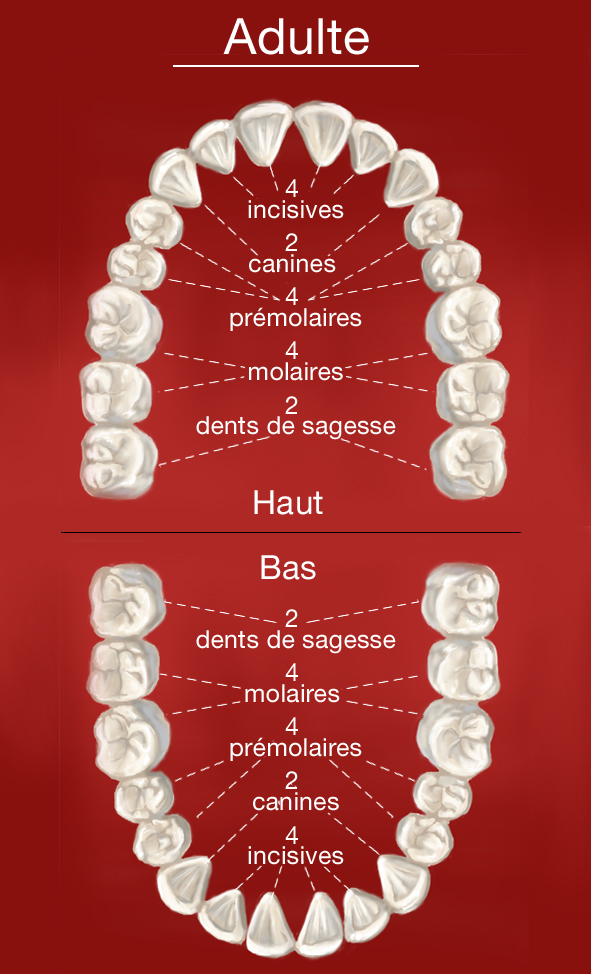 Adulte
4
incisives
2
canines
4
prémolaires
4
molaires
2
dents de sagesse
Haut
Bas
2
dents de sagesse
4
molaires
4
prémolaires
2
canines
4
incisives